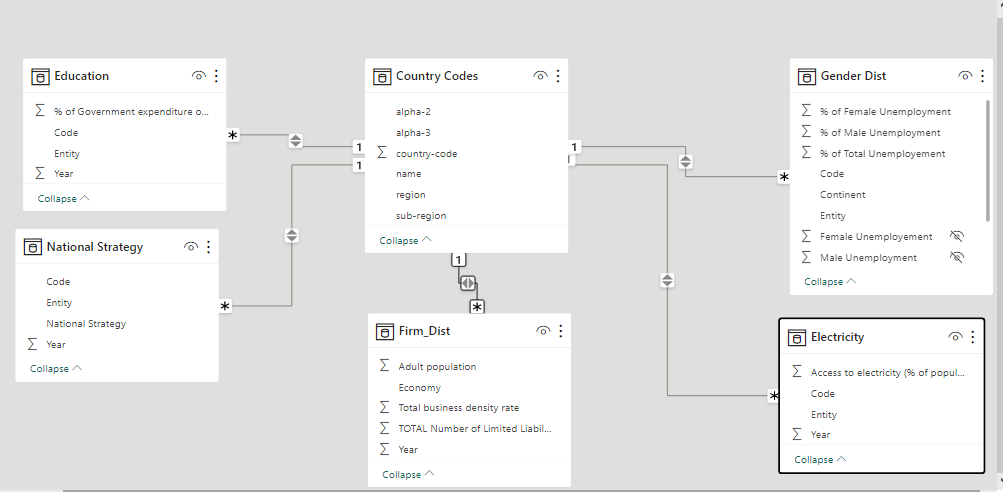 Education
% of Government expenditure o...
Code
Entity
Year
Collapse
National Strategy
Code
Entity
National Strategy
Year
Collapse
Country Codes
alpha-2
alpha-3
country-code
name
region
sub-region
Collapse
Firm_Dist
Adult population
Economy
Total business density rate
TOTAL Number of Limited Liabil...
Year
Collapse
Gender Dist
% of Female Unemployment
% of Male Unemployment
% of Total Unemployement
Code
Continent
Entity
Female Unemployement
Male Unemployment
Collapse
Electricity
Access to electricity (% of popul...
Code
Entity
Year
Collapse
*
1
*
1
1
*
1
*
*